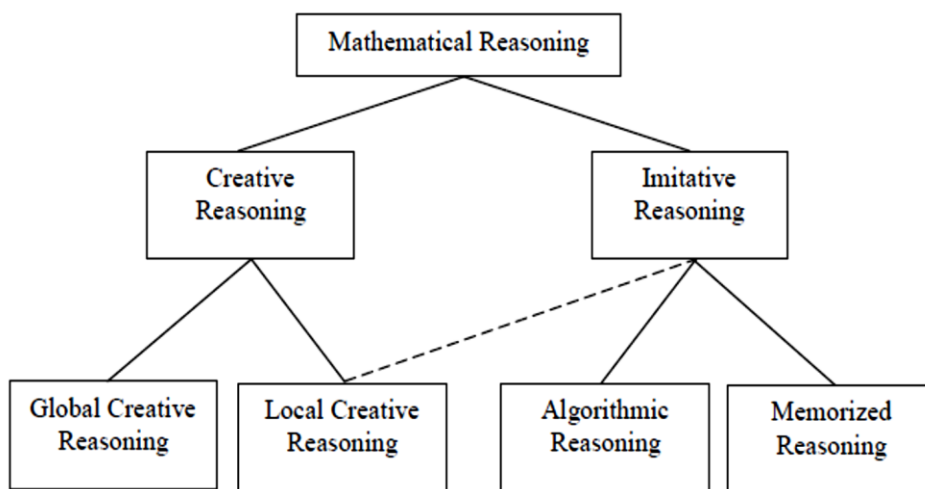 Mathematical Reasoning
Creative
Reasoning
Imitative
Reasoning
Global Creative
Reasoning
Local Creative
Reasoning
Algorithmic
Reasoning
Memorized
Reasoning